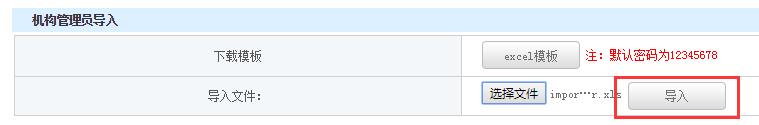 机构管理员导入
下载模板 excel模板 注：默认密码为12345678
导入文件： 选择文件 impor…r.xls 导入